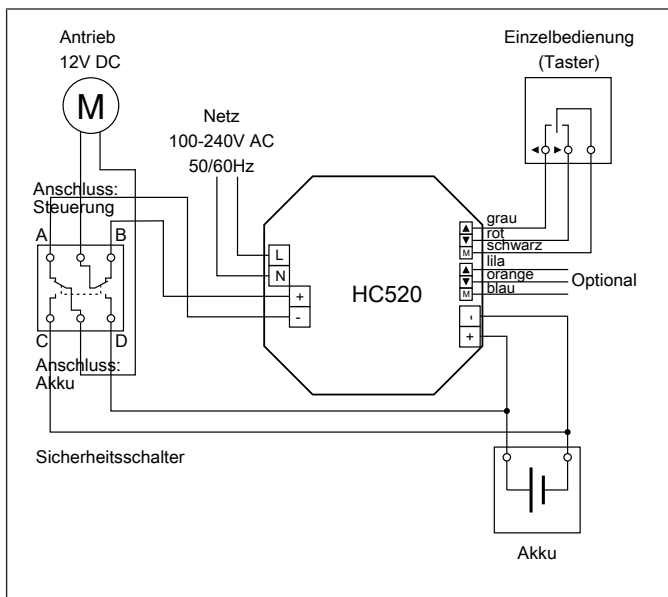 Antrieb
12V DC
M
Netz
100-240V AC
50/60Hz
Einzelbedienung
(Taster)
◄ ►
Anschluss:
Steuerung
A B
C D
Anschluss:
Akku
Sicherheitsschalter
L
N
+
-
HC520
▲ grau
▼ rot
M schwarz
▲ lila
▼ orange
M blau
Optional
-
+
Akku